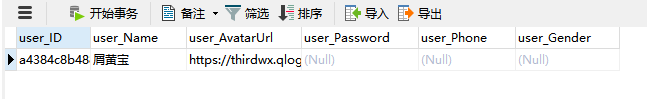 开始事务 备注 筛选 排序 导入 导出
user_ID user_Name user_AvatarUrl user_Password user_Phone user_Gender
a4384c8b48 屑黄宝 https://thirdwx.qlog (Null) (Null) (Null)